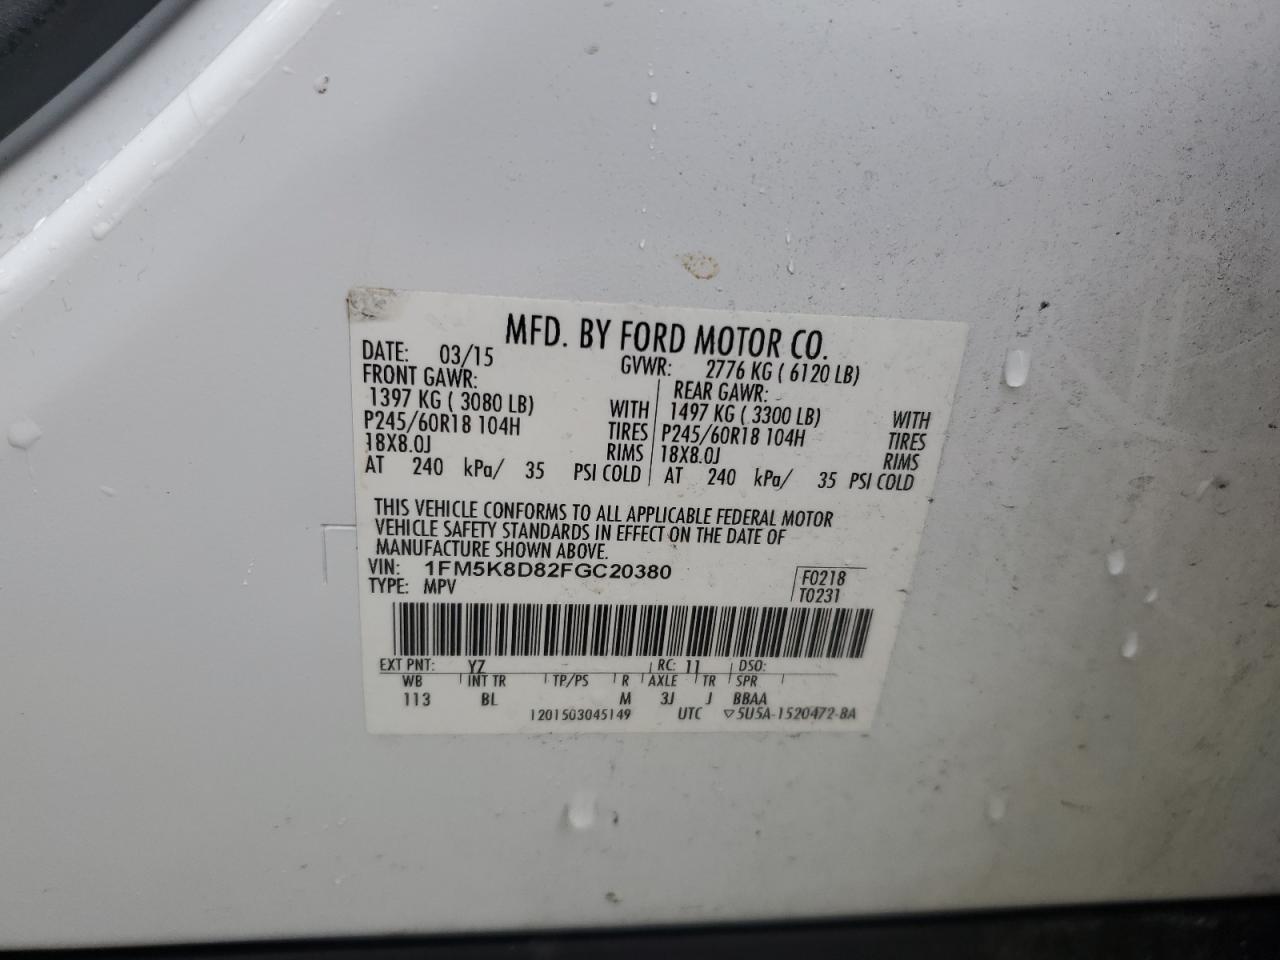 MFD. BY FORD MOTOR CO.
DATE: 03/15 GVWR: 2776 KG ( 6120 LB)
FRONT GAWR: REAR GAWR:
1397 KG ( 3080 LB) WITH 1497 KG ( 3300 LB) WITH
P245/60R18 104H TIRES P245/60R18 104H TIRES
18X8.0J RIMS 18X8.0J RIMS
AT 240 kPa/ 35 PSI COLD AT 240 kPa/ 35 PSI COLD
THIS VEHICLE CONFORMS TO ALL APPLICABLE FEDERAL MOTOR
VEHICLE SAFETY STANDARDS IN EFFECT ON THE DATE OF
MANUFACTURE SHOWN ABOVE.
VIN: 1FM5K8D82FGC20380 F0218
TYPE: MPV T0231
EXT PNT: YZ RC: 11 DSO:
WB INT TR TP/PS R AXLE TR SPR
113 BL M 3J J BBAA
1201503045149 UTC ▽5U5A-1520472-BA